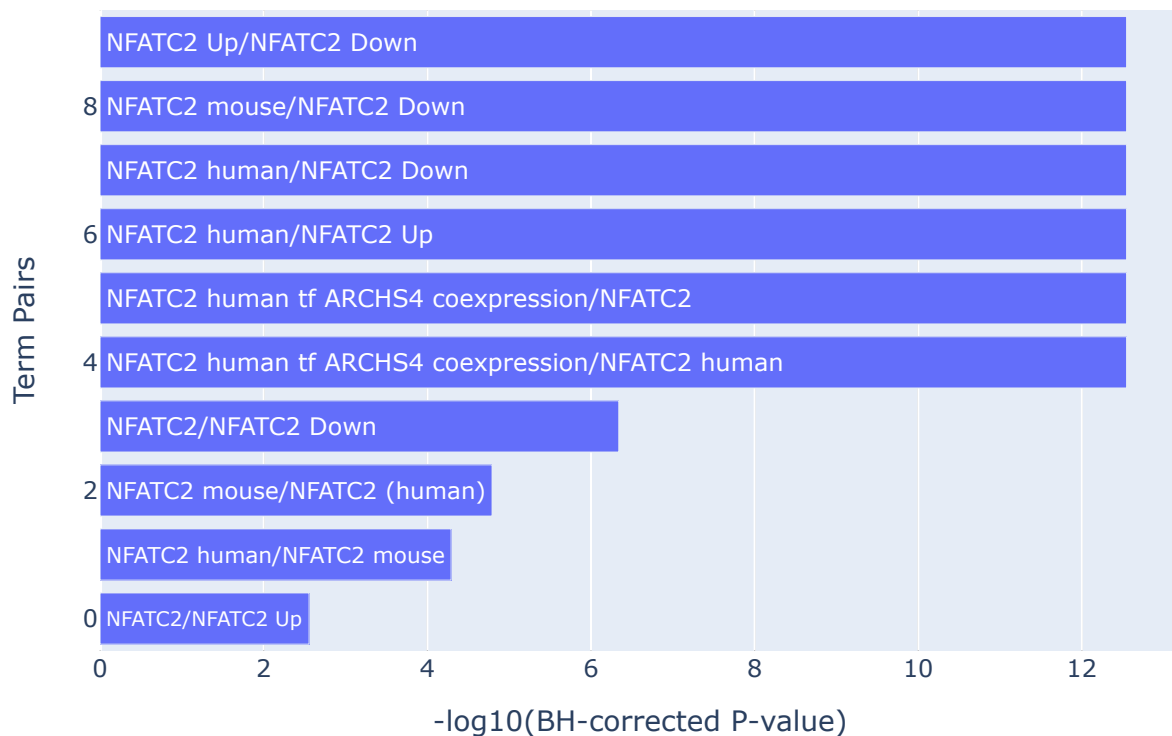 NFATC2 Up/NFATC2 Down
8 NFATC2 mouse/NFATC2 Down
NFATC2 human/NFATC2 Down
6 NFATC2 human/NFATC2 Up
NFATC2 human tf ARCHS4 coexpression/NFATC2
4 NFATC2 human tf ARCHS4 coexpression/NFATC2 human
NFATC2/NFATC2 Down
2 NFATC2 mouse/NFATC2 (human)
NFATC2 human/NFATC2 mouse
0 NFATC2/NFATC2 Up
Term Pairs
0 2 4 6 8 10 12
-log10(BH-corrected P-value)